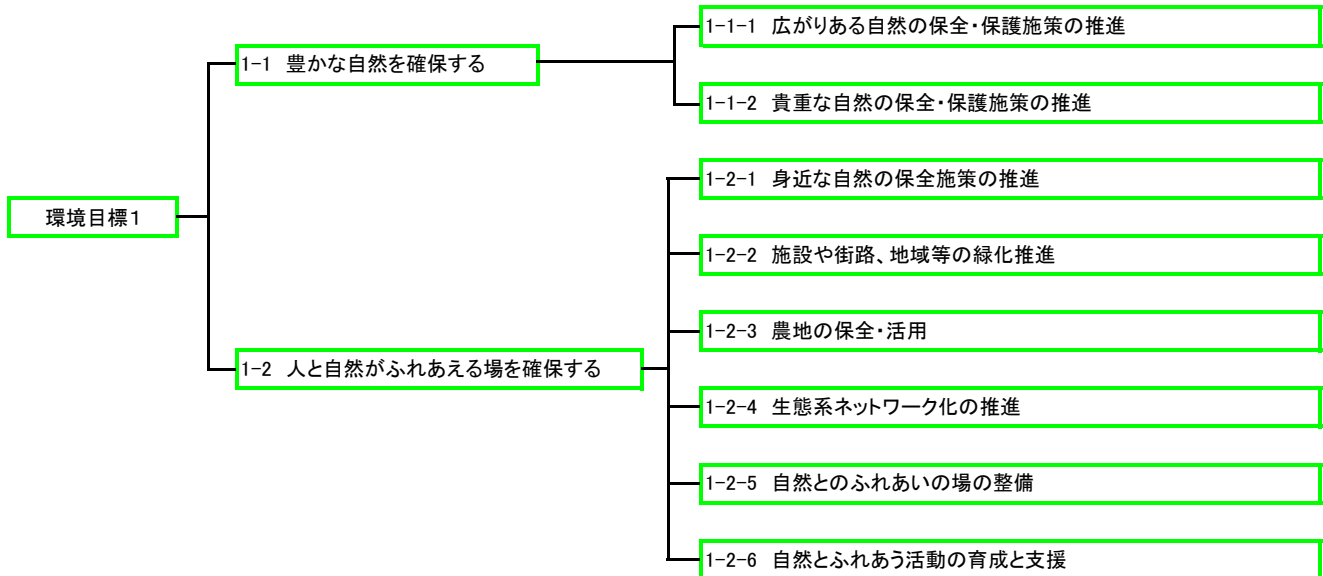 環境目標1
1-1 豊かな自然を確保する
1-1-1 広がりある自然の保全・保護施策の推進
1-1-2 貴重な自然の保全・保護施策の推進
1-2 人と自然がふれあえる場を確保する
1-2-1 身近な自然の保全施策の推進
1-2-2 施設や街路、地域等の緑化推進
1-2-3 農地の保全・活用
1-2-4 生態系ネットワーク化の推進
1-2-5 自然とのふれあいの場の整備
1-2-6 自然とふれあう活動の育成と支援